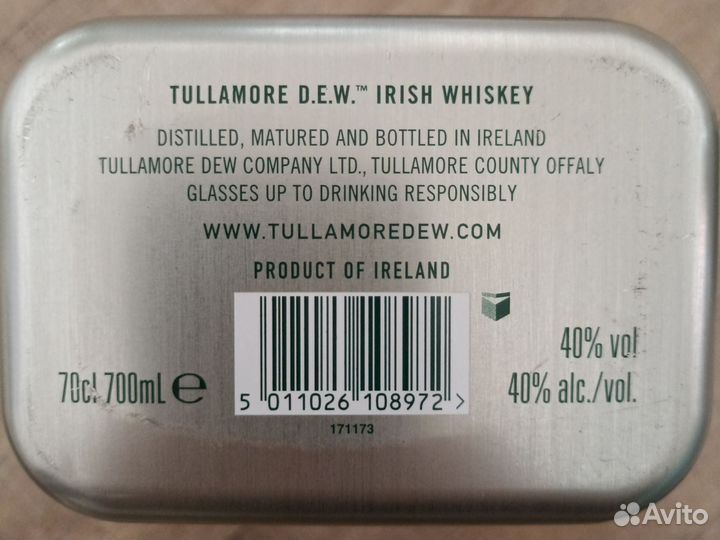 TULLAMORE D.E.W.™ IRISH WHISKEY
DISTILLED, MATURED AND BOTTLED IN IRELAND
TULLAMORE DEW COMPANY LTD., TULLAMORE COUNTY OFFALY
GLASSES UP TO DRINKING RESPONSIBLY
WWW.TULLAMOREDEW.COM
PRODUCT OF IRELAND
70cl 700mL ℮
5 011026 108972 >
171173
40% vol
40% alc./vol.
Avito